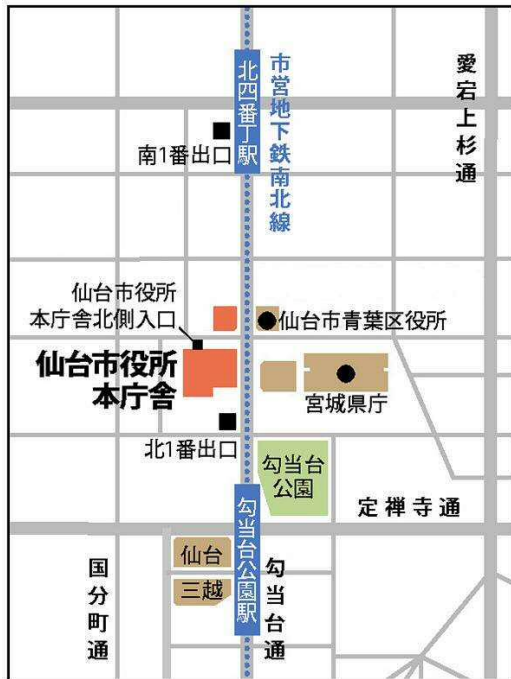 北四番丁駅
市営地下鉄南北線
愛宕上杉通
南1番出口
仙台市役所
本庁舎北側入口
仙台市青葉区役所
仙台市役所
本庁舎
宮城県庁
北1番出口
勾当台
公園
定禅寺通
勾当台公園駅
仙台
三越
国分町通
勾当台通